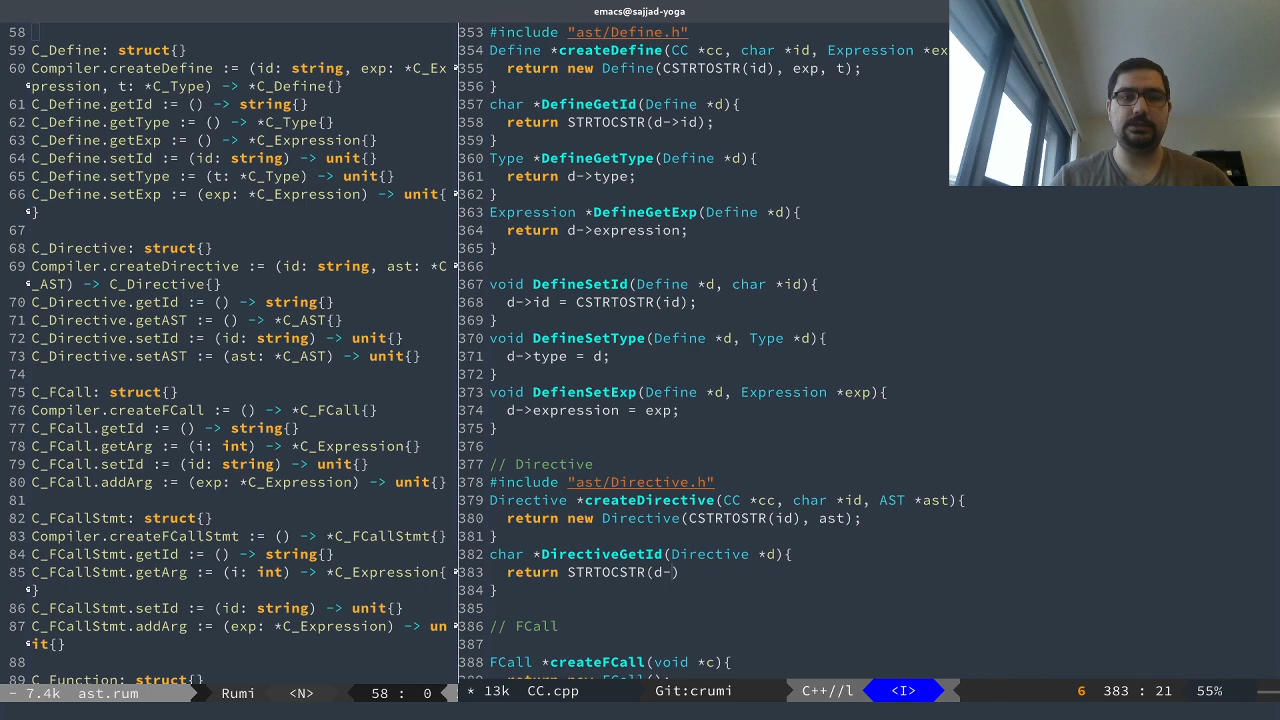 emacs@sajjad-yoga
58
59 C_Define: struct{}
60 Compiler.createDefine := (id: string, exp: *C_Ex
pression, t: *C_Type) -> *C_Define{}
61 C_Define.getId := () -> string{}
62 C_Define.getType := () -> *C_Type{}
63 C_Define.getExp := () -> *C_Expression{}
64 C_Define.setId := (id: string) -> unit{}
65 C_Define.setType := (t: *C_Type) -> unit{}
66 C_Define.setExp := (exp: *C_Expression) -> unit{
}
67
68 C_Directive: struct{}
69 Compiler.createDirective := (id: string, ast: *C
_AST) -> C_Directive{}
70 C_Directive.getId := () -> string{}
71 C_Directive.getAST := () -> *C_AST{}
72 C_Directive.setId := (id: string) -> unit{}
73 C_Directive.setAST := (ast: *C_AST) -> unit{}
74
75 C_FCall: struct{}
76 Compiler.createFCall := () -> *C_FCall{}
77 C_FCall.getId := () -> string{}
78 C_FCall.getArg := (i: int) -> *C_Expression{}
79 C_FCall.setId := (id: string) -> unit{}
80 C_FCall.addArg := (exp: *C_Expression) -> unit{}
81
82 C_FCallStmt: struct{}
83 Compiler.createFCallStmt := () -> *C_FCallStmt{}
84 C_FCallStmt.getId := () -> string{}
85 C_FCallStmt.getArg := (i: int) -> *C_Expression{
}
86 C_FCallStmt.setId := (id: string) -> unit{}
87 C_FCallStmt.addArg := (exp: *C_Expression) -> un
it{}
88
89 C_Function: struct{}
- 7.4k ast.rum Rumi <N> 58 : 0
353 #include "ast/Define.h"
354 Define *createDefine(CC *cc, char *id, Expression *ex
355 return new Define(CSTRTOSTR(id), exp, t);
356 }
357 char *DefineGetId(Define *d){
358 return STRTOCSTR(d->id);
359 }
360 Type *DefineGetType(Define *d){
361 return d->type;
362 }
363 Expression *DefineGetExp(Define *d){
364 return d->expression;
365 }
366
367 void DefineSetId(Define *d, char *id){
368 d->id = CSTRTOSTR(id);
369 }
370 void DefineSetType(Define *d, Type *d){
371 d->type = d;
372 }
373 void DefienSetExp(Define *d, Expression *exp){
374 d->expression = exp;
375 }
376
377 // Directive
378 #include "ast/Directive.h"
379 Directive *createDirective(CC *cc, char *id, AST *ast){
380 return new Directive(CSTRTOSTR(id), ast);
381 }
382 char *DirectiveGetId(Directive *d){
383 return STRTOCSTR(d-)
384 }
385
386 // FCall
387
388 FCall *createFCall(void *c){
389 return new FCall();
* 13k CC.cpp Git:crumi C++//l <I> 6 383 : 21 55%